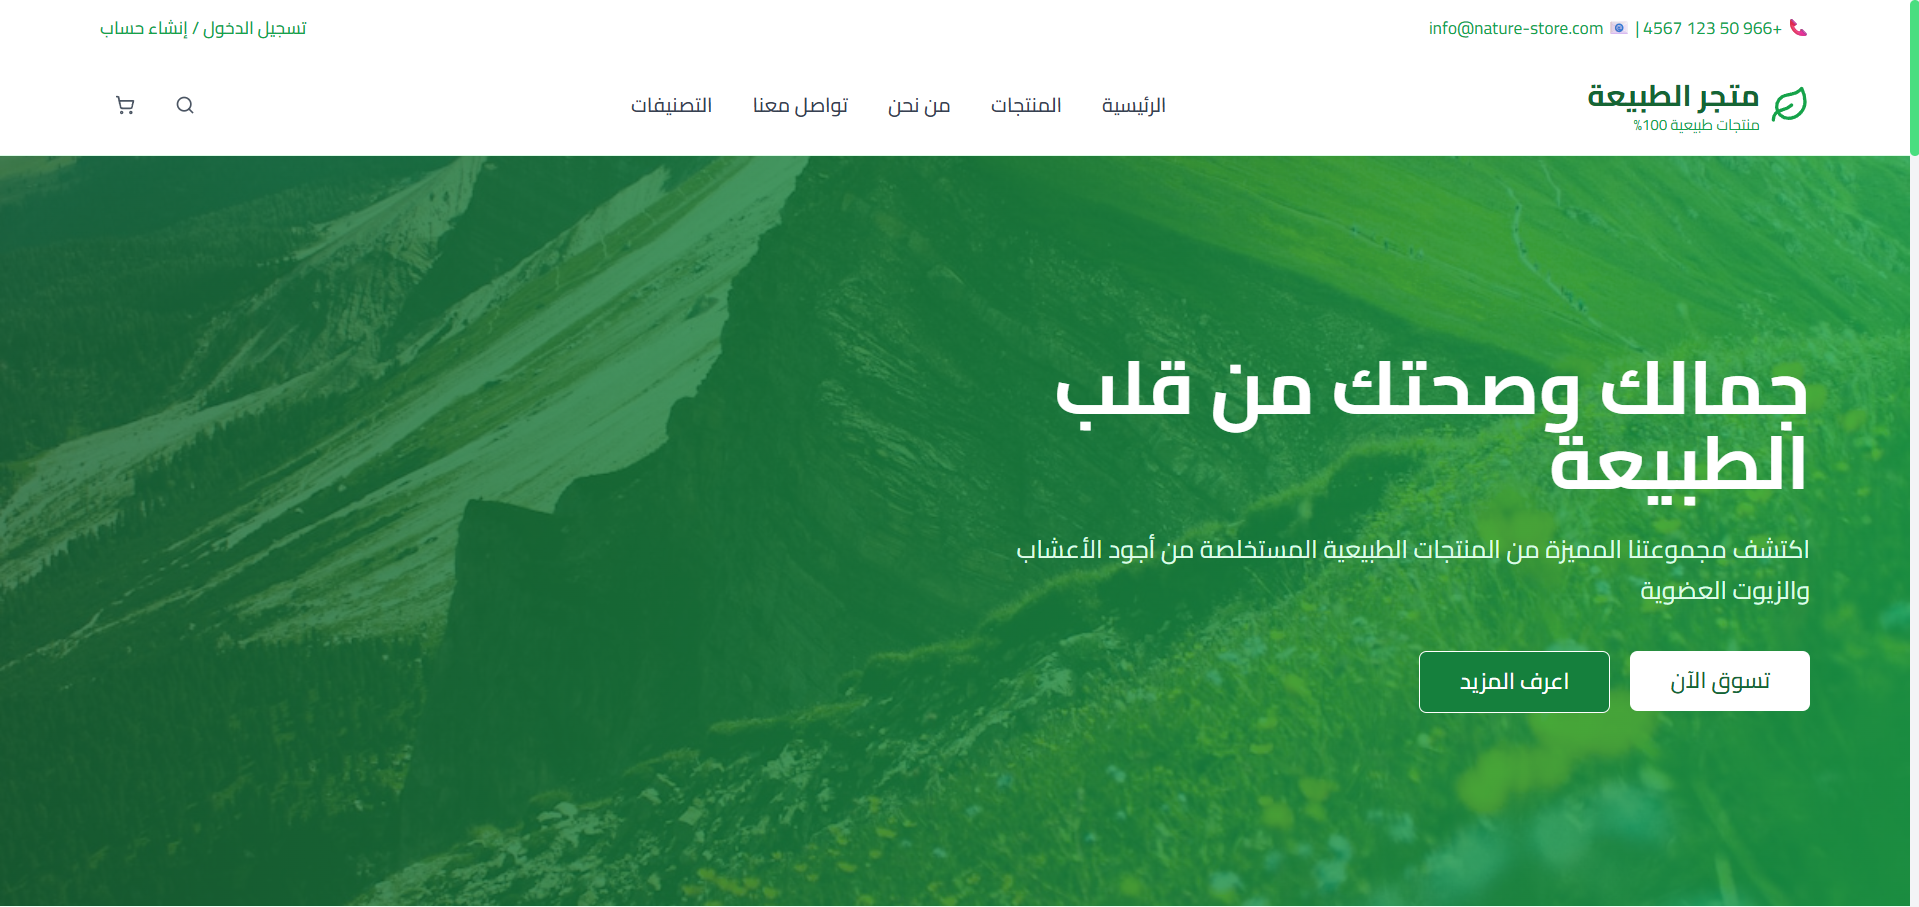 +966 50 123 4567 | info@nature-store.com
تسجيل الدخول / إنشاء حساب
متجر الطبيعة
منتجات طبيعية 100%
الرئيسية
المنتجات
من نحن
تواصل معنا
التصنيفات
جمالك وصحتك من قلب
الطبيعة
اكتشف مجموعتنا المميزة من المنتجات الطبيعية المستخلصة من أجود الأعشاب
والزيوت العضوية
تسوق الآن
اعرف المزيد